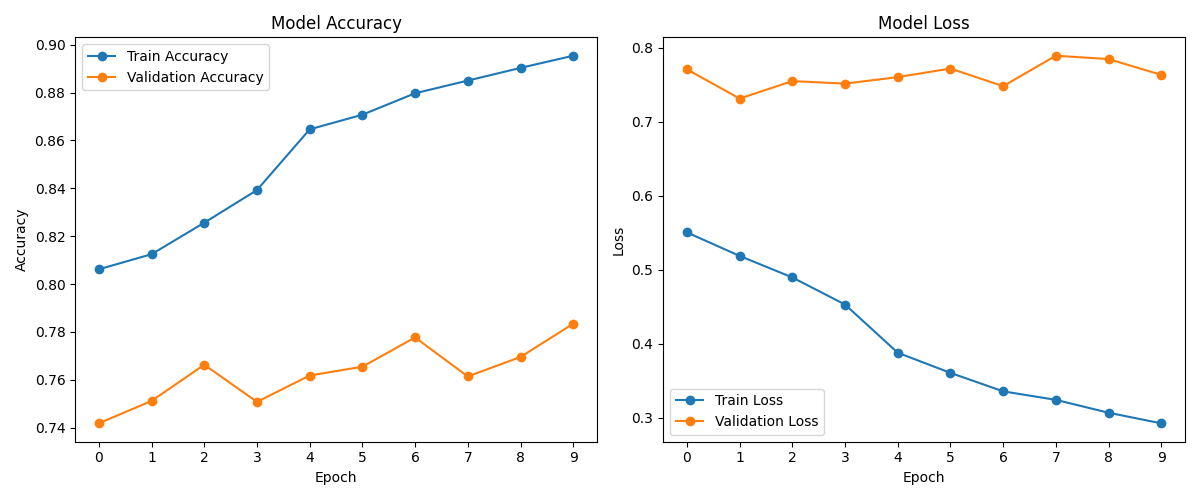 Model Accuracy
Train Accuracy
Validation Accuracy
0.90
0.88
0.86
0.84
0.82
0.80
0.78
0.76
0.74
Accuracy
0 1 2 3 4 5 6 7 8 9
Epoch
Model Loss
0.8
0.7
0.6
0.5
0.4
0.3
Loss
Train Loss
Validation Loss
0 1 2 3 4 5 6 7 8 9
Epoch